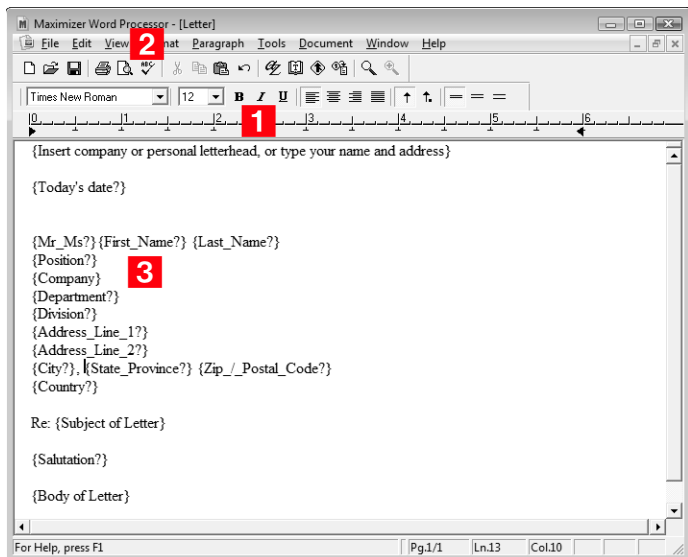 Maximizer Word Processor - [Letter]
File Edit View mat Paragraph Tools Document Window Help
2
ABC
Times New Roman 12 B I U
1
0 1 2 3 4 5 6
{Insert company or personal letterhead, or type your name and address}
{Today's date?}
{Mr_Ms?}{First_Name?} {Last_Name?}
{Position?}
3
{Company}
{Department?}
{Division?}
{Address_Line_1?}
{Address_Line_2?}
{City?}, {State_Province?} {Zip_/_Postal_Code?}
{Country?}
Re: {Subject of Letter}
{Salutation?}
{Body of Letter}
For Help, press F1 Pg.1/1 Ln.13 Col.10